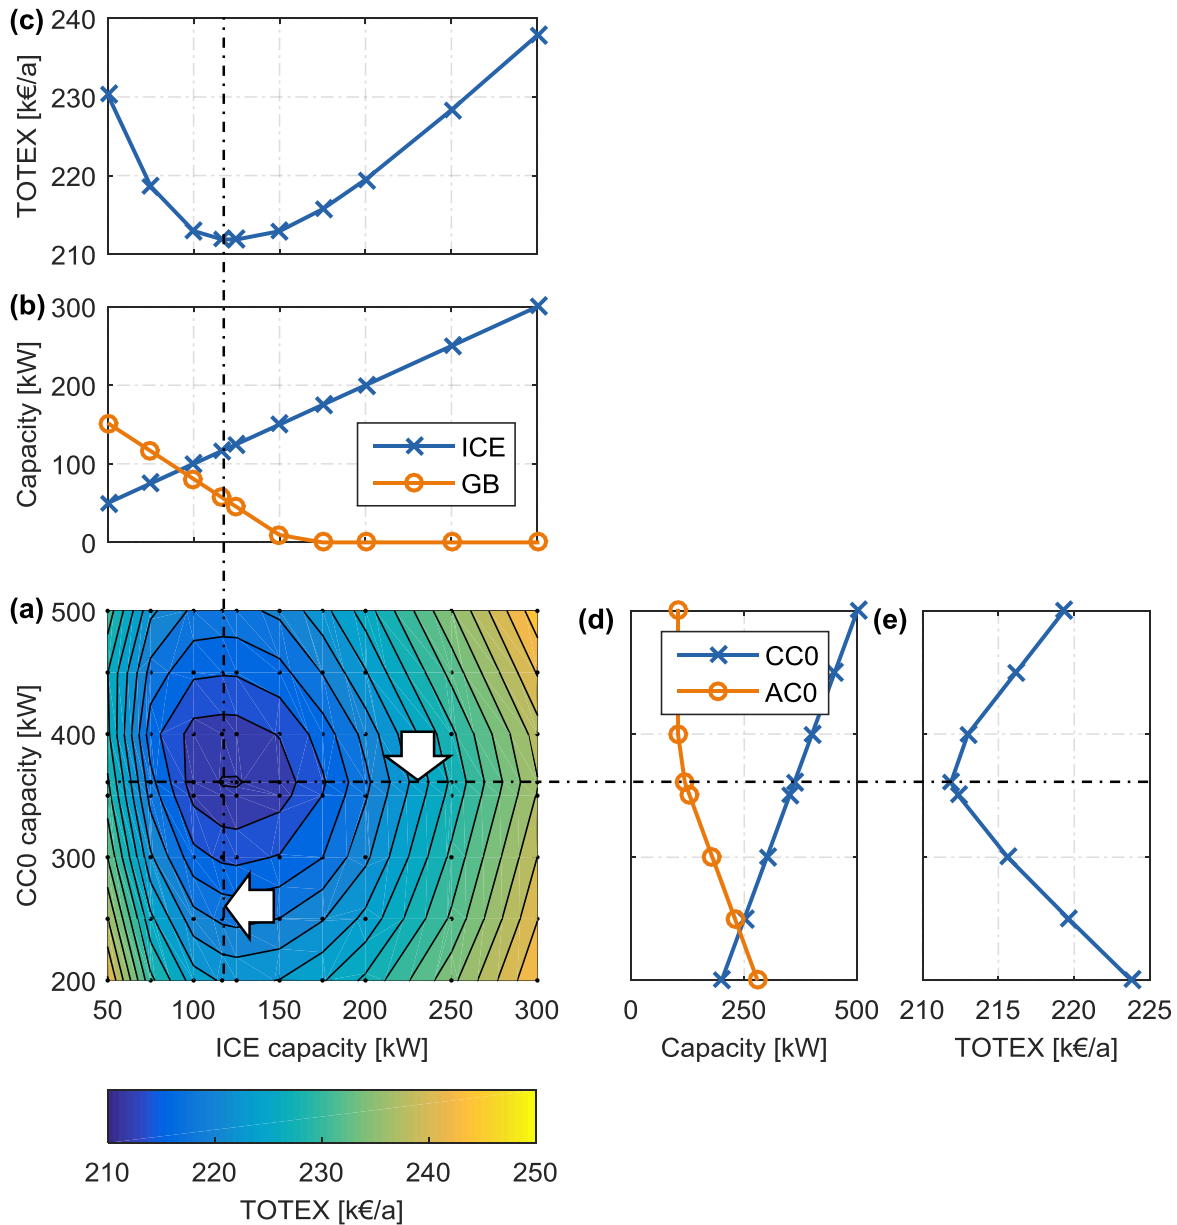 (c)
240
230
220
210
TOTEX [k€/a]
(b)
300
200
100
0
Capacity [kW]
ICE
GB
(a)
500
400
300
200
CC0 capacity [kW]
50 100 150 200 250 300
ICE capacity [kW]
(d)
CC0
AC0
0 250 500
Capacity [kW]
(e)
210 215 220 225
TOTEX [k€/a]
210 220 230 240 250
TOTEX [k€/a]